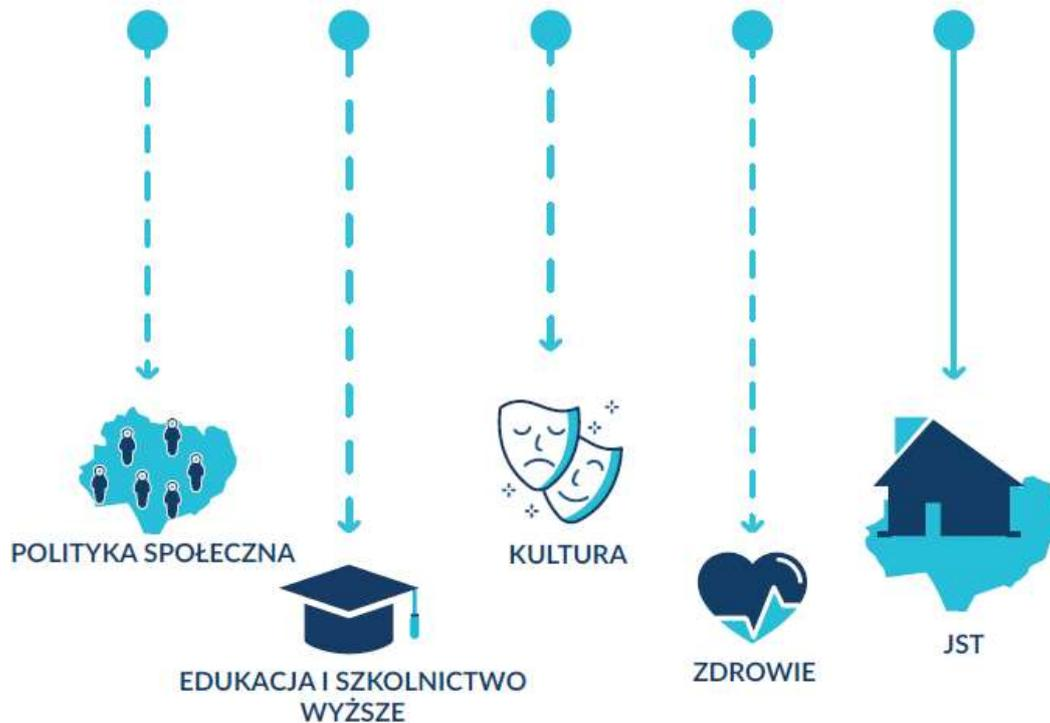 POLITYKA SPOŁECZNA
EDUKACJA I SZKOLNICTWO
WYŻSZE
KULTURA
ZDROWIE
JST